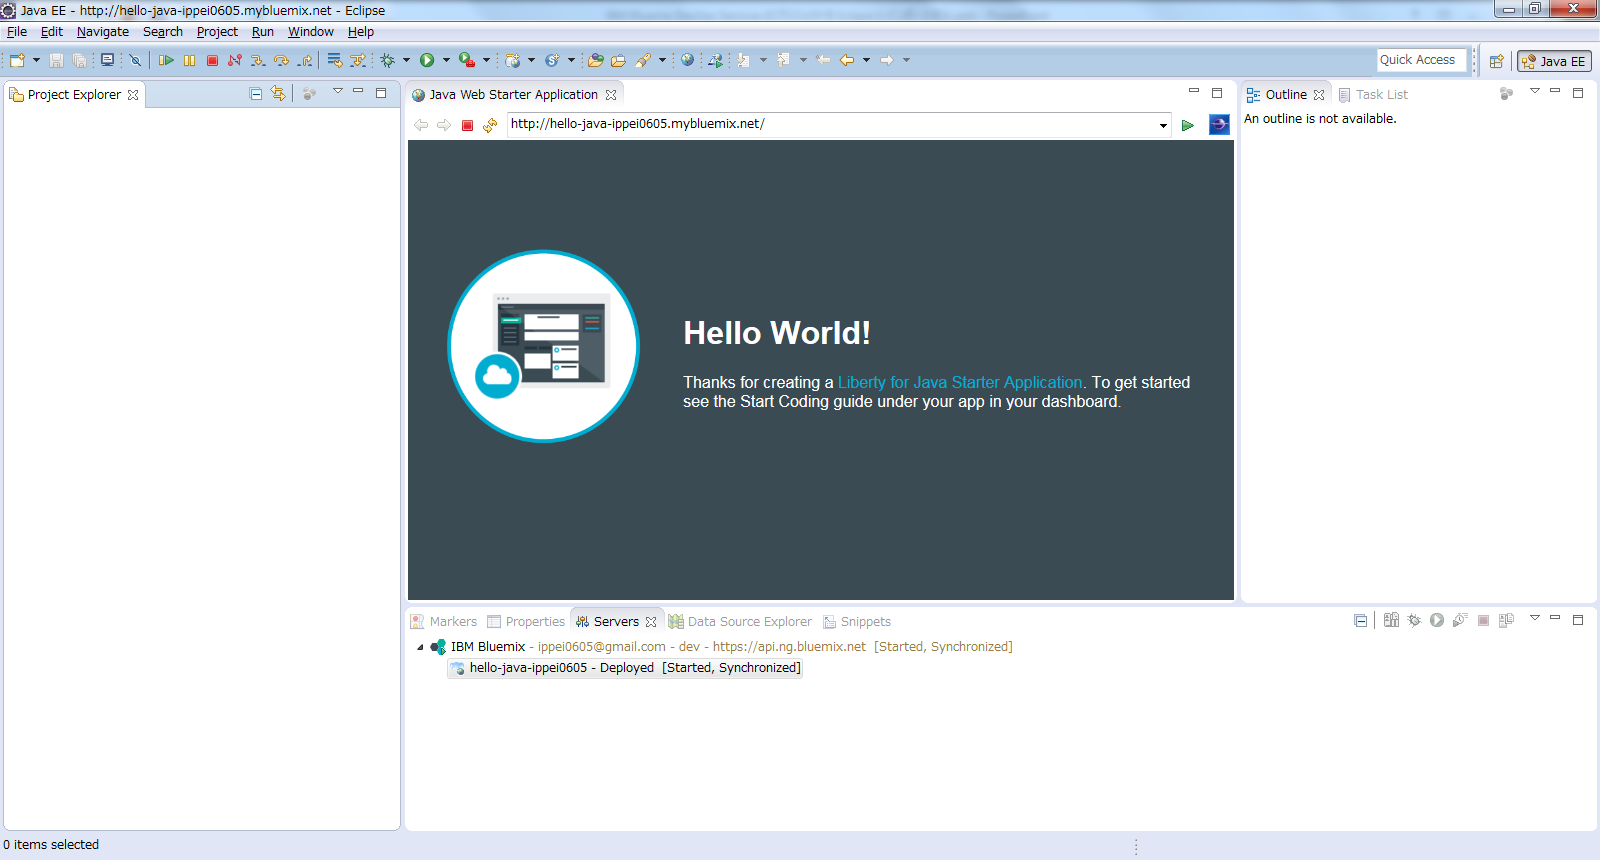 Java EE - http://hello-java-ippei0605.mybluemix.net - Eclipse
File Edit Navigate Search Project Run Window Help
Quick Access
Java EE
Project Explorer
Java Web Starter Application
Outline
Task List
http://hello-java-ippei0605.mybluemix.net/
An outline is not available.
Hello World!
Thanks for creating a Liberty for Java Starter Application. To get started
see the Start Coding guide under your app in your dashboard.
Markers Properties Servers Data Source Explorer Snippets
IBM Bluemix - ippei0605@gmail.com - dev - https://api.ng.bluemix.net [Started, Synchronized]
hello-java-ippei0605 - Deployed [Started, Synchronized]
0 items selected